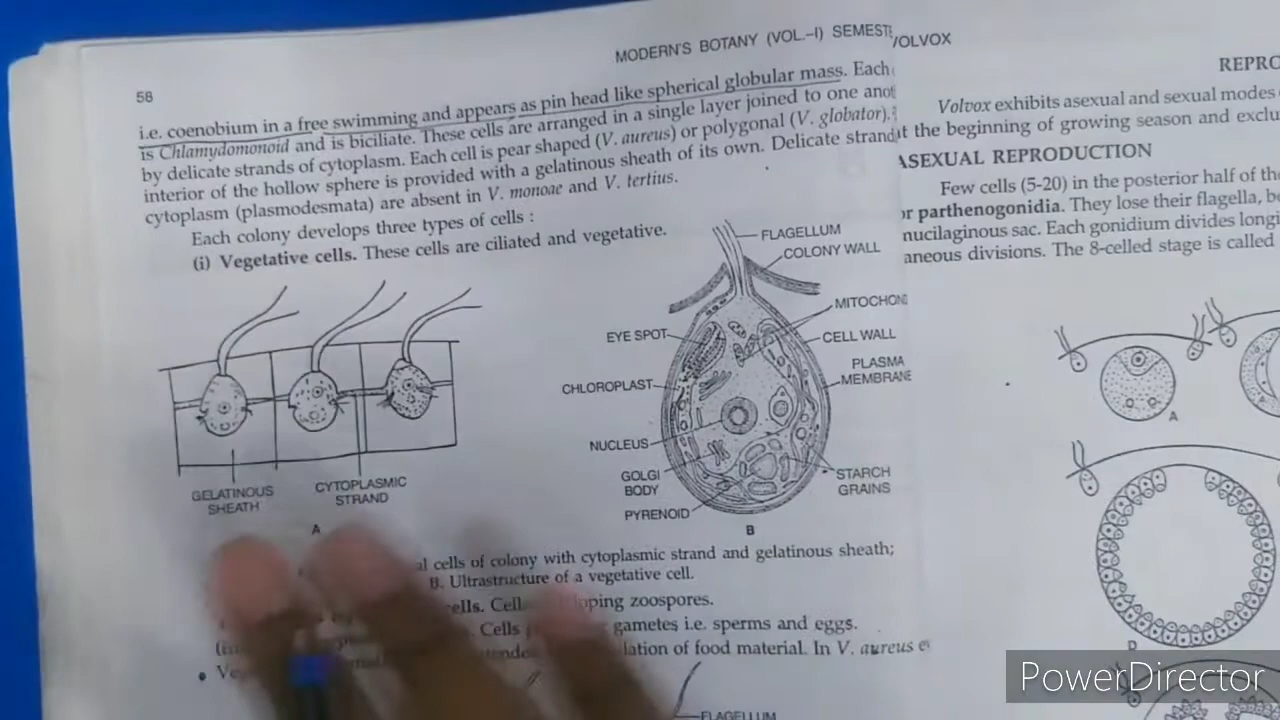 MODERN'S BOTANY (VOL.–I) SEMEST
58
i.e. coenobium in a free swimming and appears as pin head like spherical globular mass. Each
is Chlamydomonoid and is biciliate. These cells are arranged in a single layer joined to one anot
by delicate strands of cytoplasm. Each cell is pear shaped (V. aureus) or polygonal (V. globator).
interior of the hollow sphere is provided with a gelatinous sheath of its own. Delicate strand
cytoplasm (plasmodesmata) are absent in V. monoae and V. tertius.
Each colony develops three types of cells :
(i) Vegetative cells. These cells are ciliated and vegetative.
GELATINOUS
SHEATH
CYTOPLASMIC
STRAND
A
FLAGELLUM
COLONY WALL
MITOCHON
EYE SPOT
CELL WALL
PLASMA
MEMBRANE
CHLOROPLAST
NUCLEUS
GOLGI
BODY
STARCH
GRAINS
PYRENOID
B
cells of colony with cytoplasmic strand and gelatinous sheath;
B. Ultrastructure of a vegetative cell.
cells. zoospores.
Cells gametes i.e. sperms and eggs.
of food material. In V. aureus
FLAGELLUM
VOLVOX
REPRO
Volvox exhibits asexual and sexual modes
t the beginning of growing season and exclu
ASEXUAL REPRODUCTION
Few cells (5-20) in the posterior half of the
or parthenogonidia. They lose their flagella, be
mucilaginous sac. Each gonidium divides long
aneous divisions. The 8-celled stage is called
A
D
PowerDirector